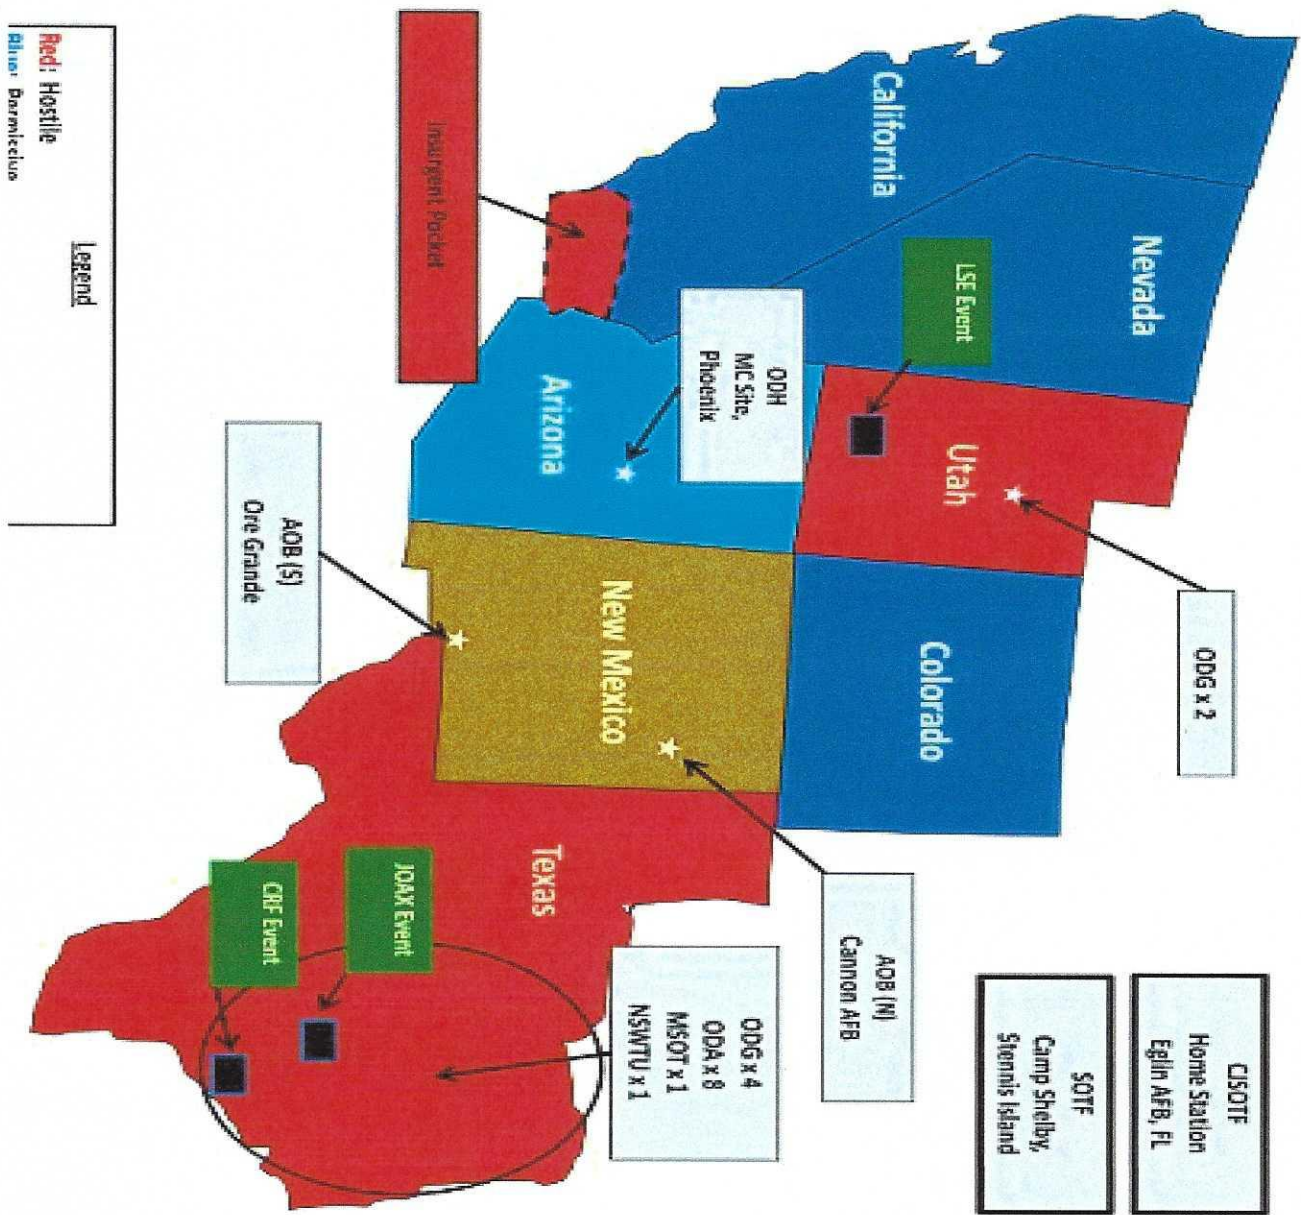 California
Nevada
LSE Event
Utah
ODG x 2
Colorado
CJSOTF
Home Station
Eglin AFB, FL
SOTF
Camp Shelby,
Stennis Island
ODH
MC Site,
Phoenix
Insurgent Pocket
Arizona
New Mexico
AOB (N)
Cannon AFB
AOB (S)
Oro Grande
Texas
ODG x 4
ODA x 8
MSOT x 1
NSWTU x 1
JOAX Event
CRF Event
Legend
Red: Hostile